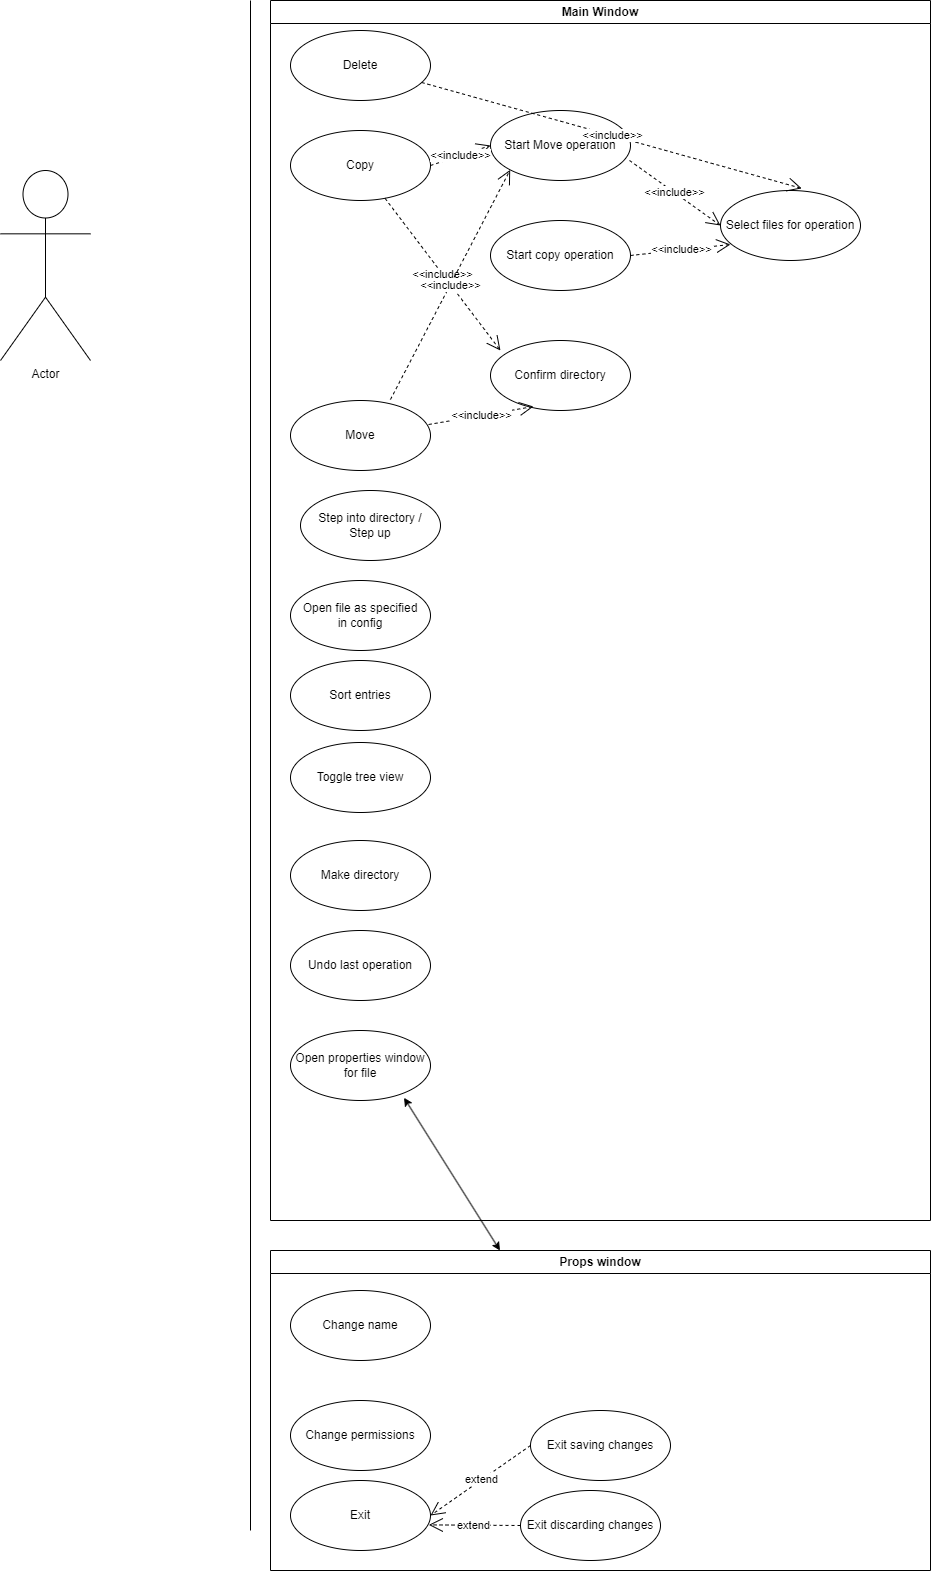 Main Window
Delete
<<include>>
Start Move operation
Copy
<<include>>
<<include>>
Select files for operation
Start copy operation
<<include>>
<<include>>
<<include>>
Actor
Confirm directory
<<include>>
Move
Step into directory /
Step up
Open file as specified
in config
Sort entries
Toggle tree view
Make directory
Undo last operation
Open properties window
for file
Props window
Change name
Change permissions
Exit saving changes
extend
Exit
extend
Exit discarding changes